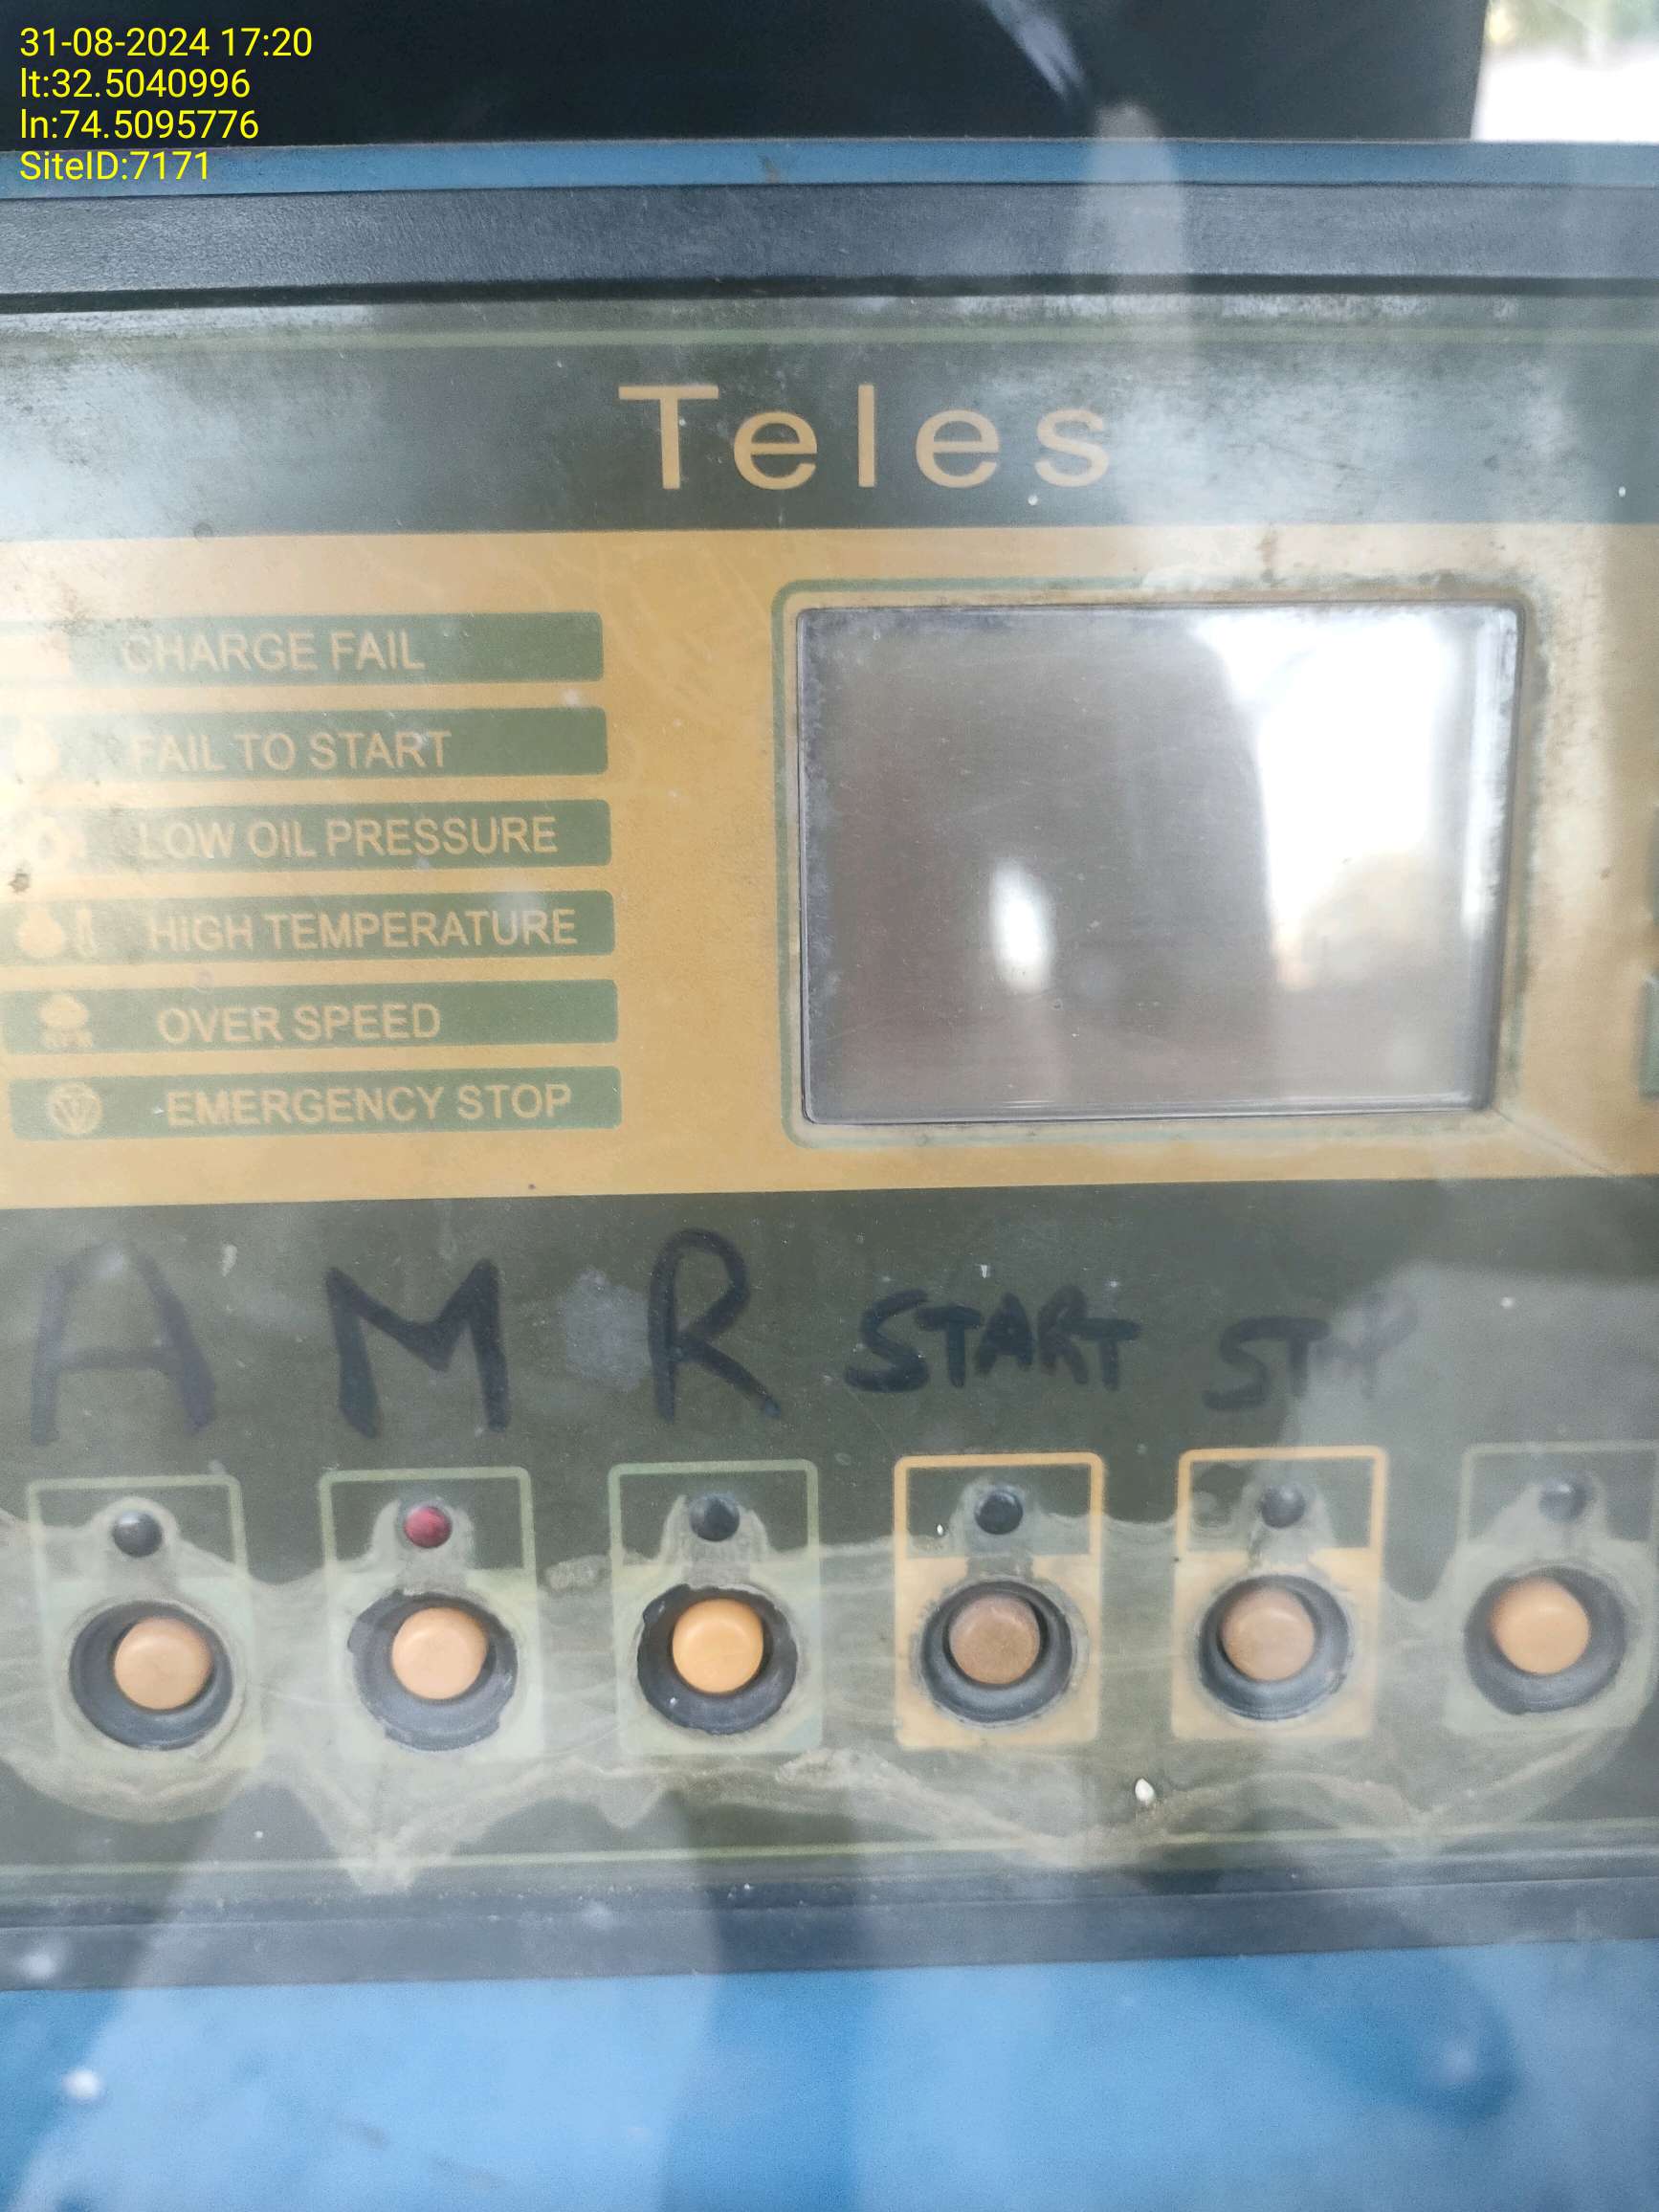 31-08-2024 17:20
lt:32.5040996
ln:74.5095776
SiteID:7171
Teles
CHARGE FAIL
FAIL TO START
LOW OIL PRESSURE
HIGH TEMPERATURE
OVER SPEED
EMERGENCY STOP
A M R START STOP